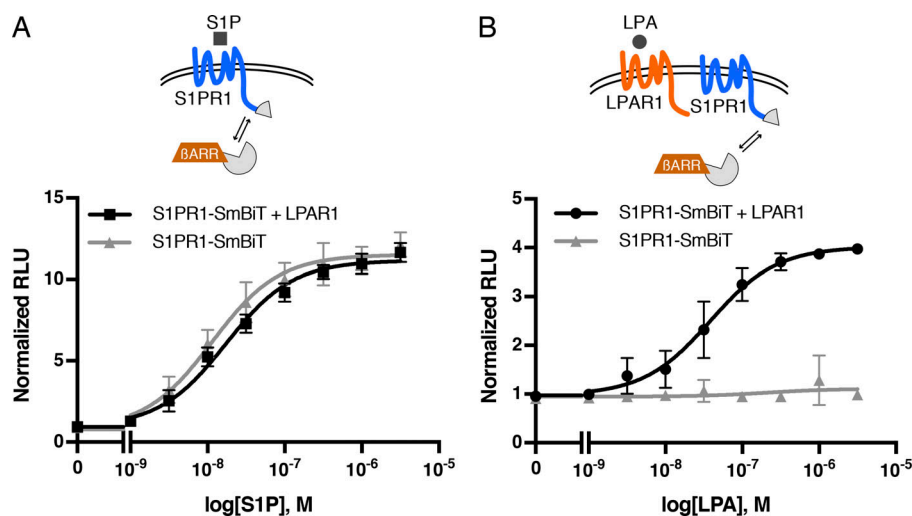 A
S1P
S1PR1
βARR
15
10
5
0
Normalized RLU
S1PR1-SmBiT + LPAR1
S1PR1-SmBiT
0
10-9
10-8
10-7
10-6
10-5
log[S1P], M
B
LPA
LPAR1
S1PR1
βARR
5
4
3
2
1
0
Normalized RLU
S1PR1-SmBiT + LPAR1
S1PR1-SmBiT
0
10-9
10-8
10-7
10-6
10-5
log[LPA], M